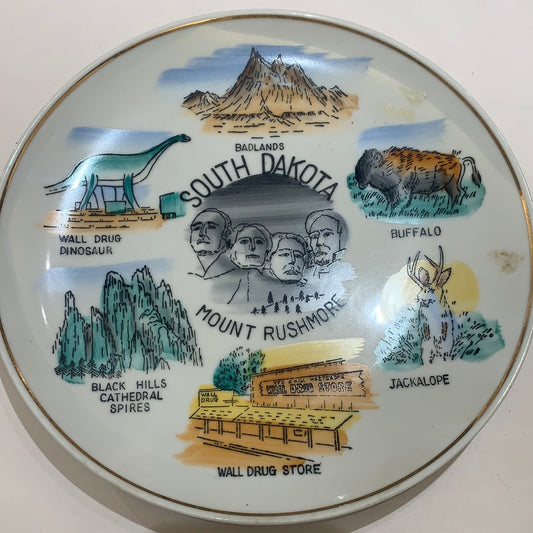 BADLANDS
SOUTH DAKOTA
WALL DRUG
DINOSAUR
BUFFALO
MOUNT RUSHMORE
BLACK HILLS
CATHEDRAL
SPIRES
JACKALOPE
WALL
DRUG
WALL DRUG STORE
WALL DRUG STORE